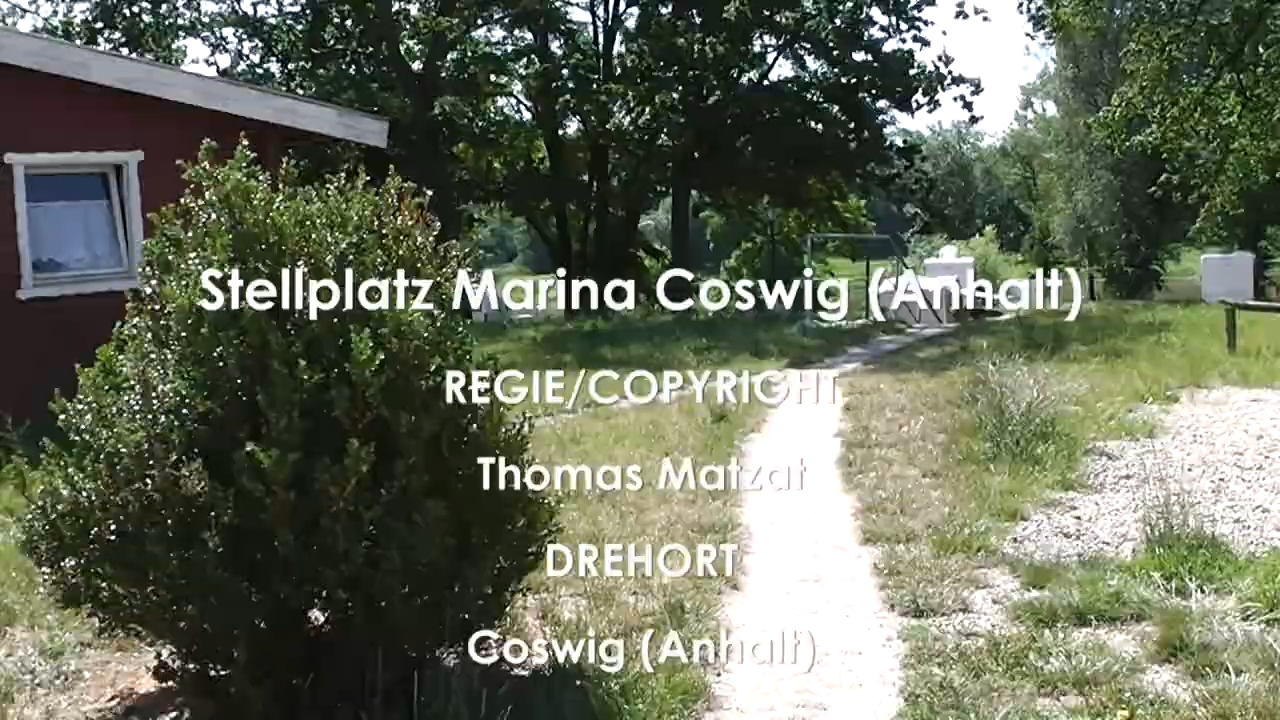 Stellplatz Marina Coswig (Anhalt)
REGIE/COPYRIGHT
Thomas Matzat
DREHORT
Coswig (Anhalt)